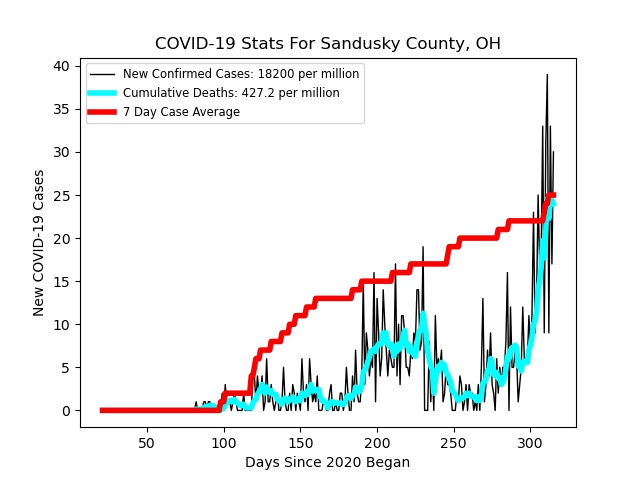 COVID-19 Stats For Sandusky County, OH
New Confirmed Cases: 18200 per million
Cumulative Deaths: 427.2 per million
7 Day Case Average
40
35
30
25
20
15
10
5
0
New COVID-19 Cases
50
100
150
200
250
300
Days Since 2020 Began